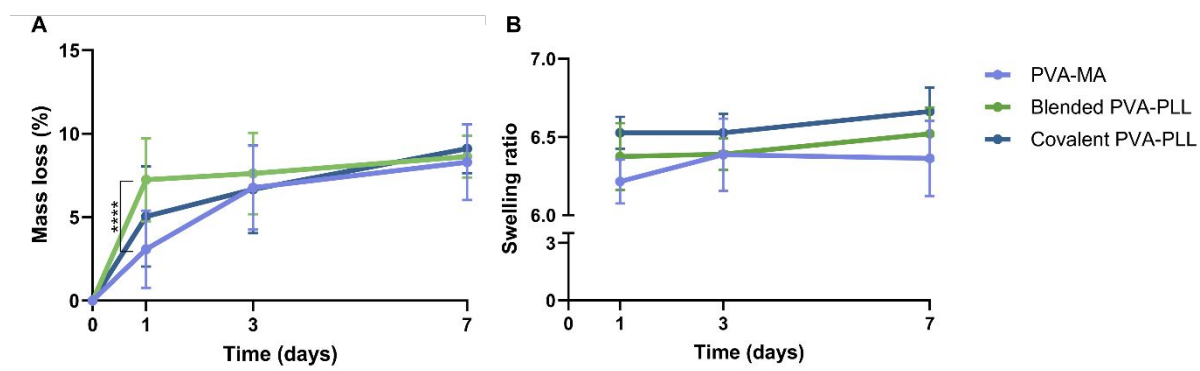 A
Mass loss (%)
15
10
5
0
****
0 1 3 7
Time (days)
B
Swelling ratio
7.0
6.5
6.0
3
0
0 1 3 7
Time (days)
PVA-MA
Blended PVA-PLL
Covalent PVA-PLL